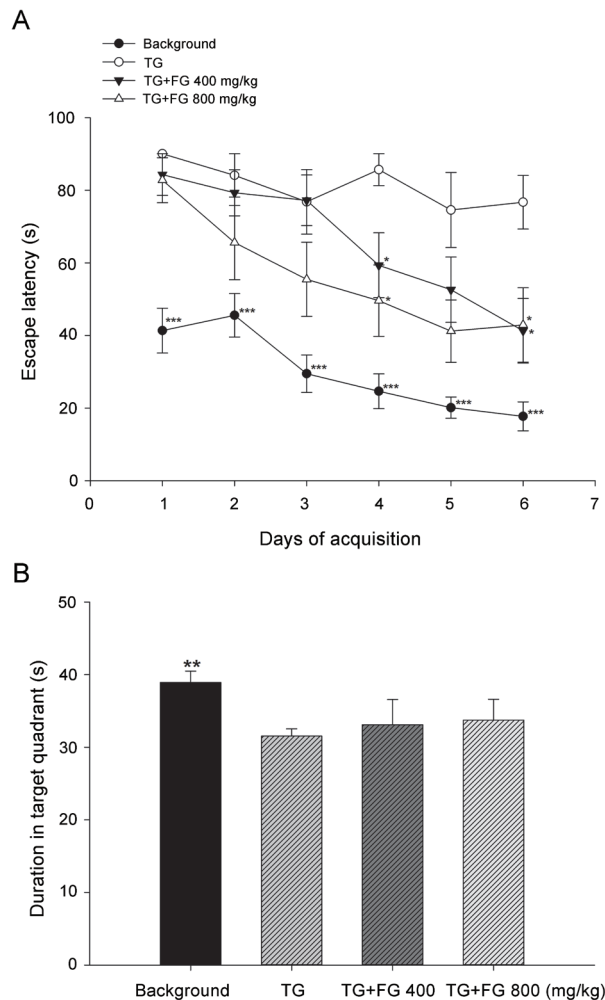 A
Background
TG
TG+FG 400 mg/kg
TG+FG 800 mg/kg
Escape latency (s)
100
80
60
40
20
0
***
***
***
***
***
***
*
*
*
*
0 1 2 3 4 5 6 7
Days of acquisition
B
Duration in target quadrant (s)
50
40
30
20
10
0
**
Background TG TG+FG 400 TG+FG 800 (mg/kg)